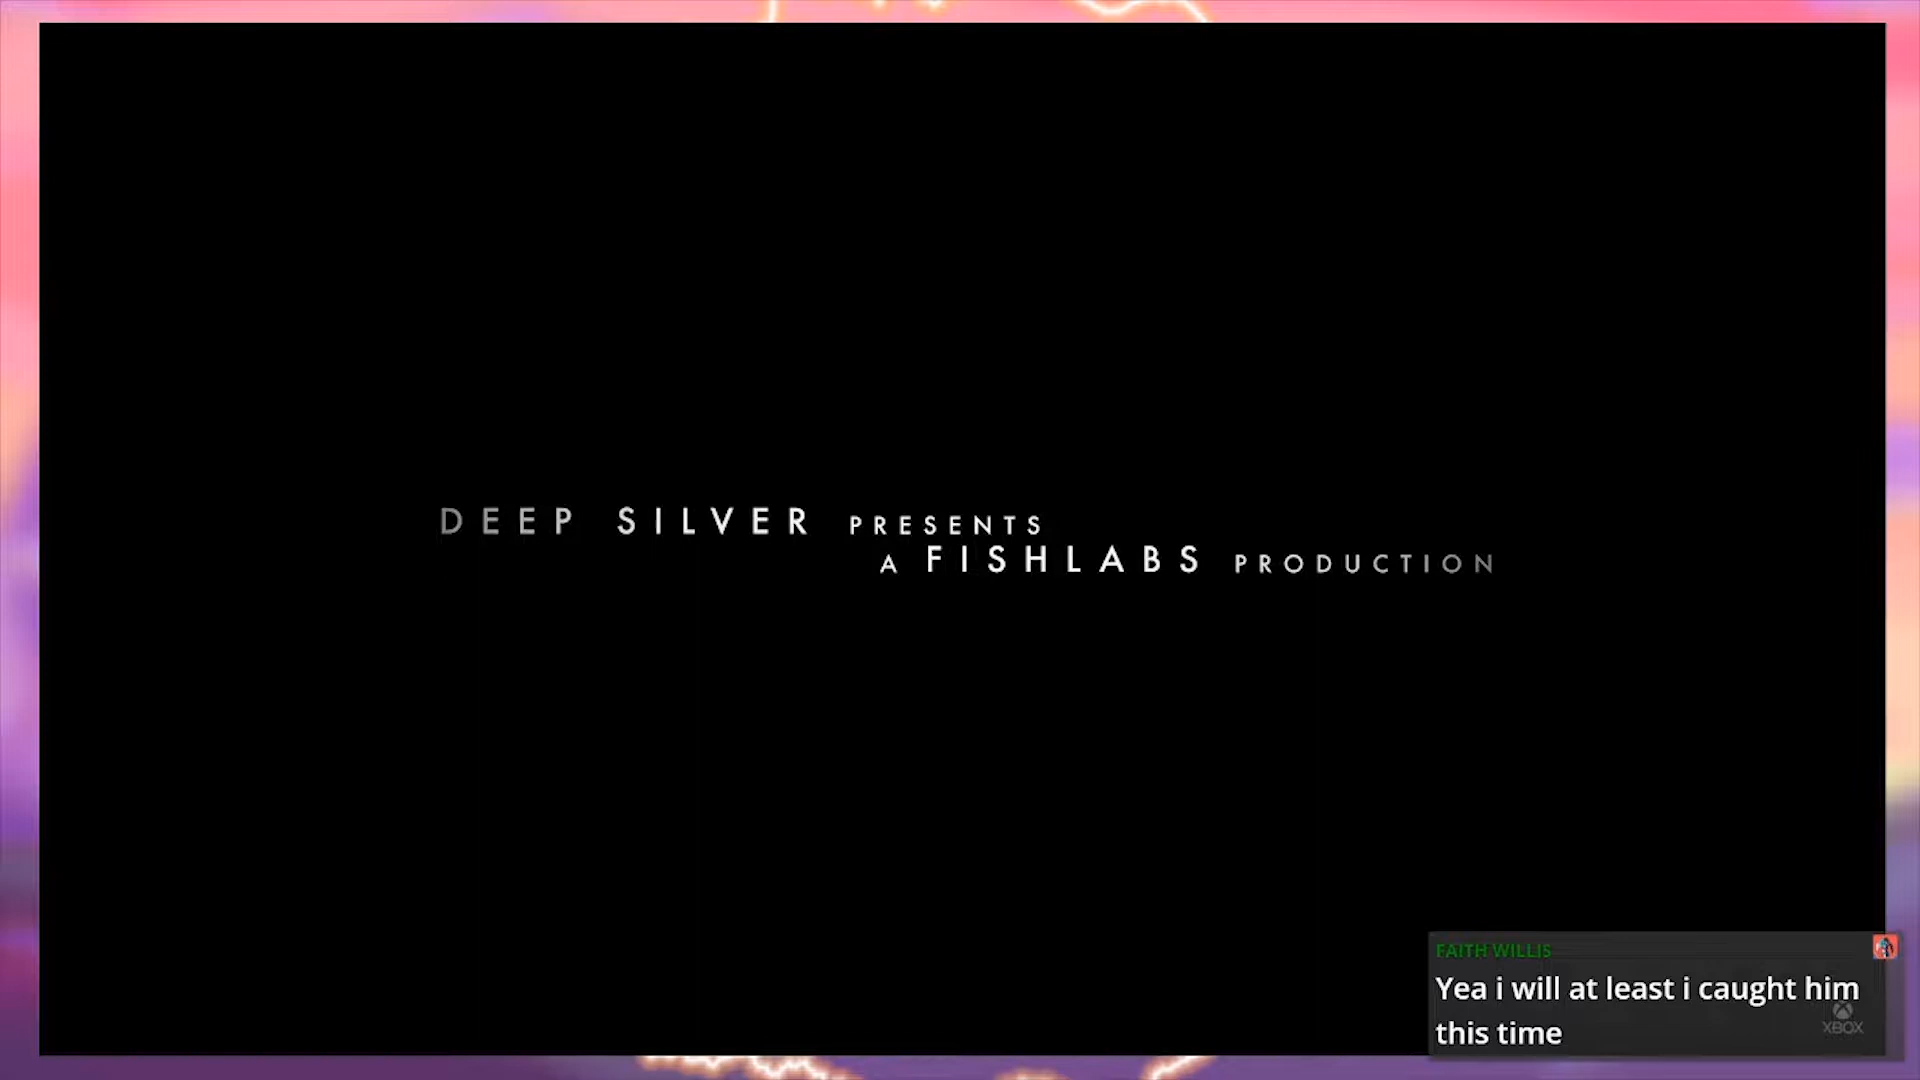 DEEP SILVER PRESENTS
A FISHLABS PRODUCTION
FAITH WILLIS
Yea i will at least i caught him
this time
XBOX